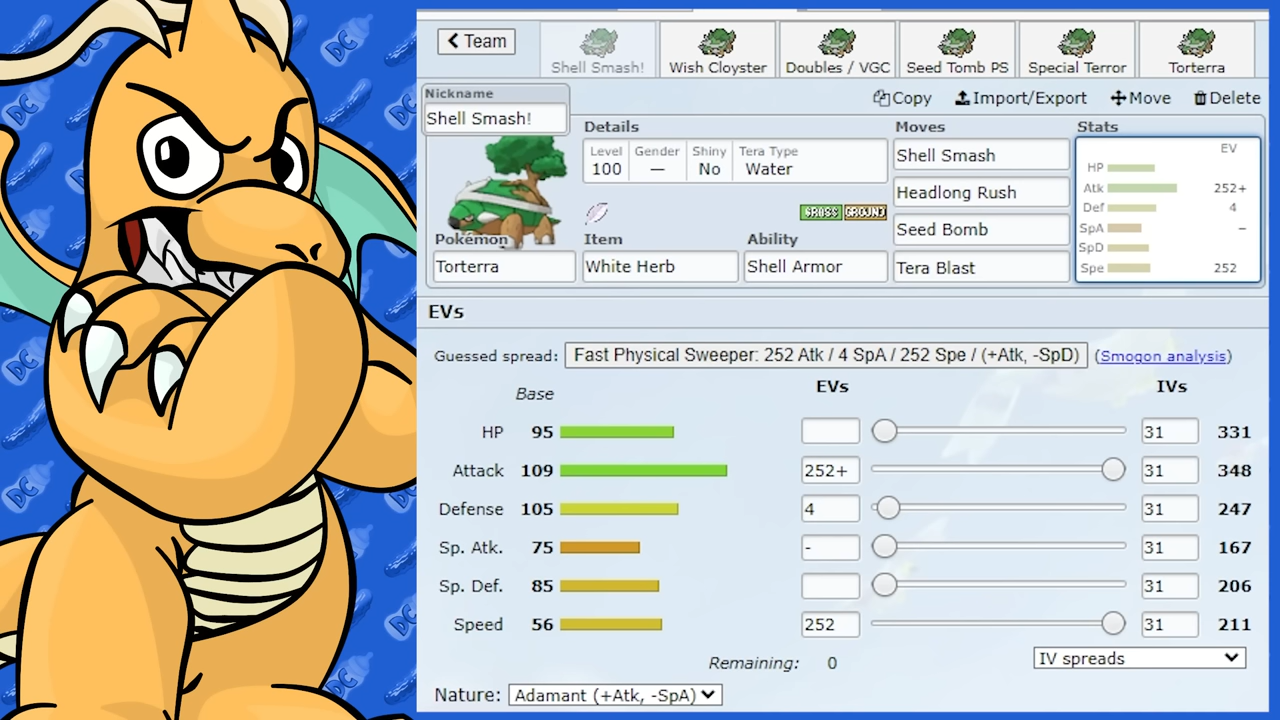 Team
Shell Smash!
Wish Cloyster
Doubles / VGC
Seed Tomb PS
Special Terror
Torterra
Copy
Import/Export
Move
Delete
Nickname
Shell Smash!
Details
Level
100
Gender
—
Shiny
No
Tera Type
Water
GRASS
GROUND
Pokémon
Torterra
Item
White Herb
Ability
Shell Armor
Moves
Shell Smash
Headlong Rush
Seed Bomb
Tera Blast
Stats
EV
HP
Atk 252+
Def 4
SpA –
SpD
Spe 252
EVs
Guessed spread: Fast Physical Sweeper: 252 Atk / 4 SpA / 252 Spe / (+Atk, -SpD) (Smogon analysis)
Base EVs IVs
HP 95 31 331
Attack 109 252+ 31 348
Defense 105 4 31 247
Sp. Atk. 75 - 31 167
Sp. Def. 85 31 206
Speed 56 252 31 211
Remaining: 0
IV spreads
Nature: Adamant (+Atk, -SpA)
DC
DC
DC
DC
DC
DC